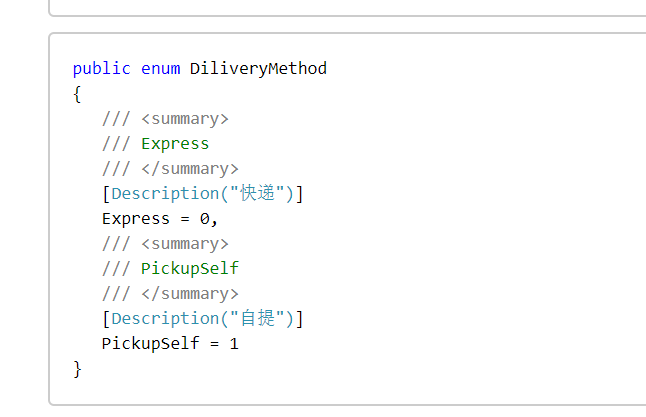 public enum DiliveryMethod
{
/// <summary>
/// Express
/// </summary>
[Description("快递")]
Express = 0,
/// <summary>
/// PickupSelf
/// </summary>
[Description("自提")]
PickupSelf = 1
}